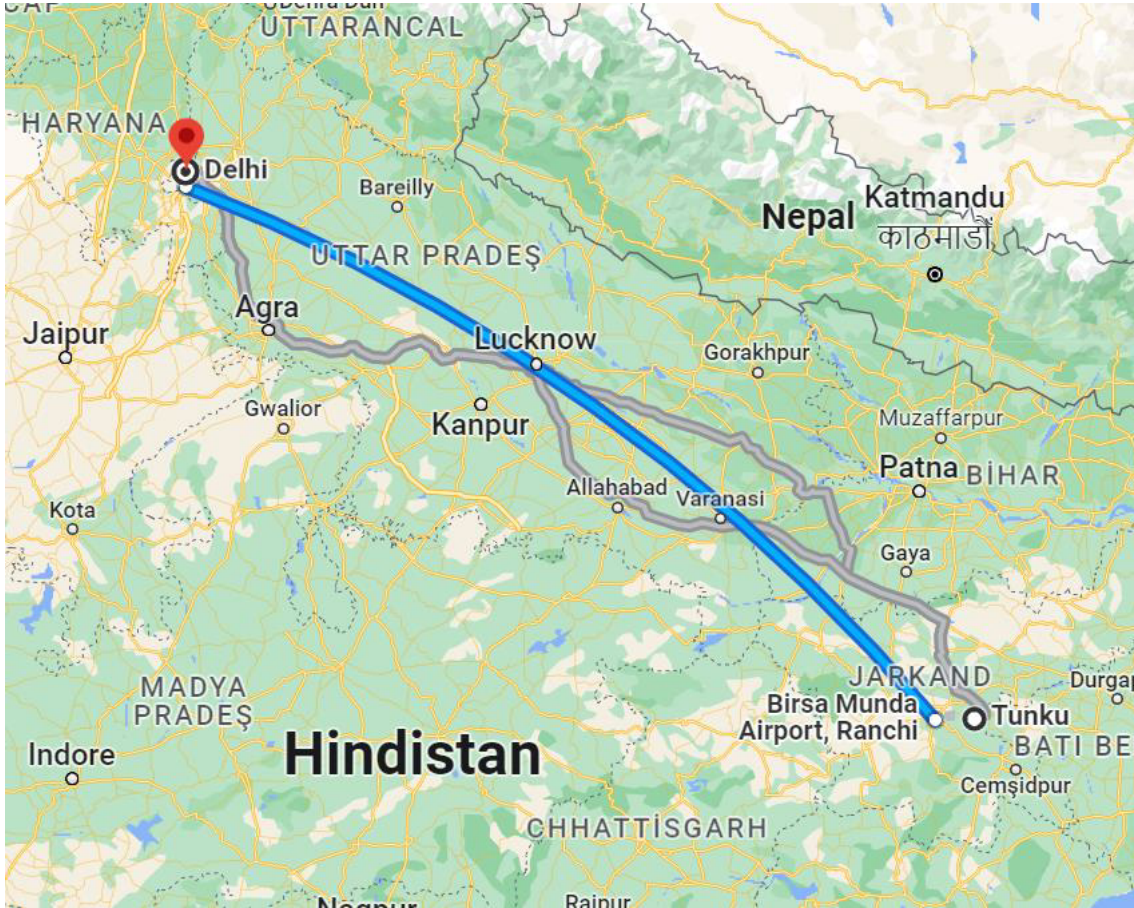 UTTARANCAL
HARYANA
Delhi
Bareilly
Nepal
Katmandu
काठमाडौं
UTTAR PRADEŞ
Agra
Jaipur
Lucknow
Gorakhpur
Gwalior
Kanpur
Muzaffarpur
Patna
BİHAR
Allahabad
Varanasi
Kota
Gaya
JARKAND
MADYA
PRADEŞ
Birsa Munda
Airport, Ranchi
Tunku
Durgap
BATI BE
Indore
Hindistan
Cemşidpur
CHHATTİSGARH
Raipur